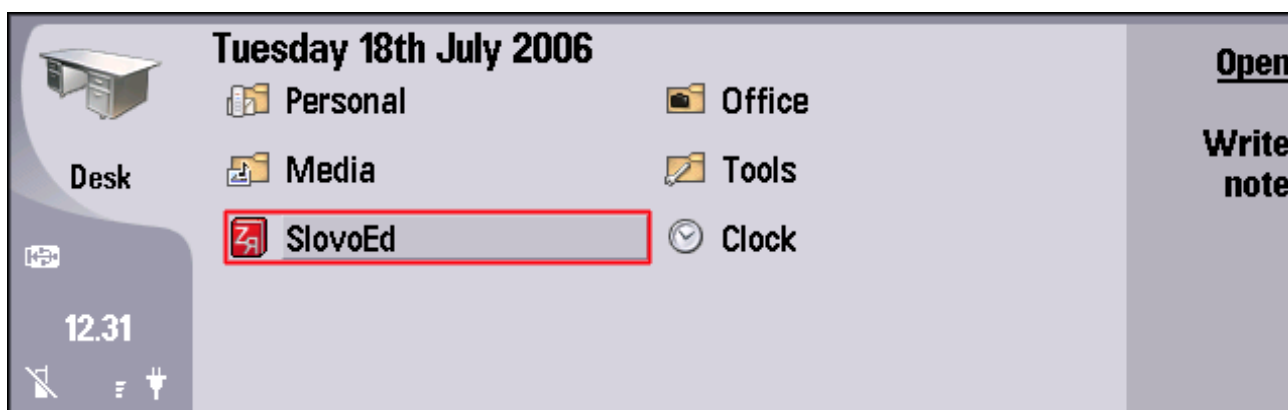 Tuesday 18th July 2006
Personal
Office
Media
Tools
SlovoEd
Clock
Desk
12.31
Open
Write
note